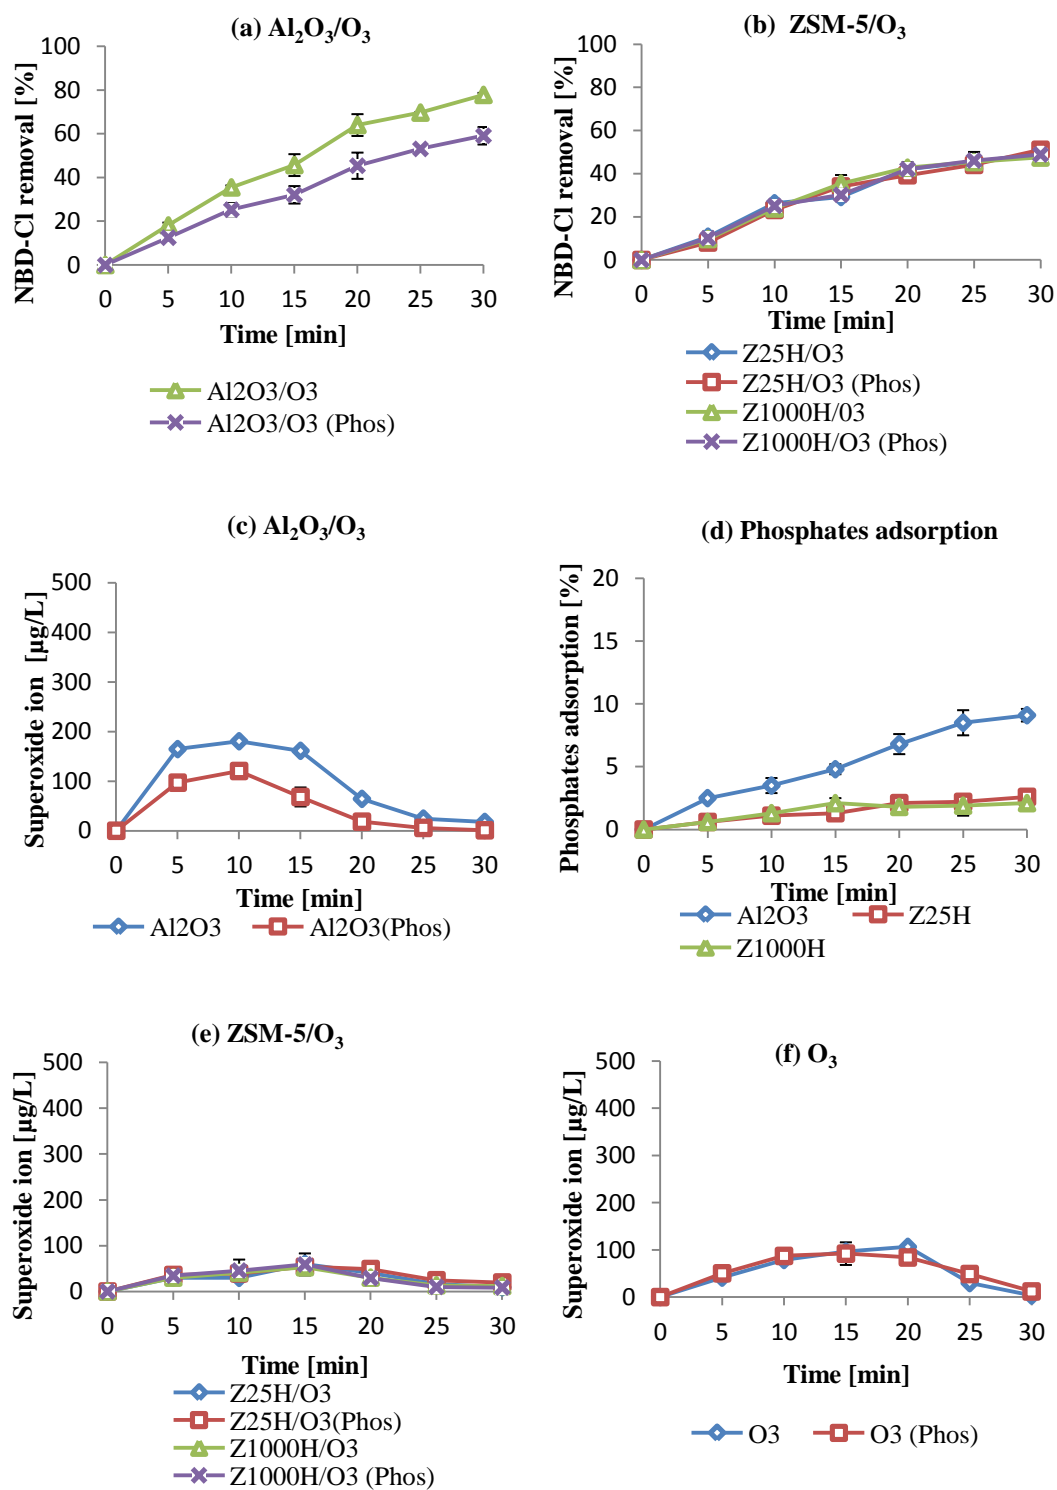 (a) Al₂O₃/O₃
NBD-Cl removal [%]
100
80
60
40
20
0
0 5 10 15 20 25 30
Time [min]
Al2O3/O3
Al2O3/O3 (Phos)
(b) ZSM-5/O₃
NBD-Cl removal [%]
100
80
60
40
20
0
0 5 10 15 20 25 30
Time [min]
Z25H/O3
Z25H/O3 (Phos)
Z1000H/03
Z1000H/O3 (Phos)
(c) Al₂O₃/O₃
Superoxide ion [µg/L]
500
400
300
200
100
0
0 5 10 15 20 25 30
Time [min]
Al2O3 Al2O3(Phos)
(d) Phosphates adsorption
Phosphates adsorption [%]
20
15
10
5
0
0 5 10 15 20 25 30
Time [min]
Al2O3 Z25H
Z1000H
(e) ZSM-5/O₃
Superoxide ion [µg/L]
500
400
300
200
100
0
0 5 10 15 20 25 30
Time [min]
Z25H/O3
Z25H/O3(Phos)
Z1000H/O3
Z1000H/O3 (Phos)
(f) O₃
Superoxide ion [µg/L]
500
400
300
200
100
0
0 5 10 15 20 25 30
Time [min]
O3 O3 (Phos)